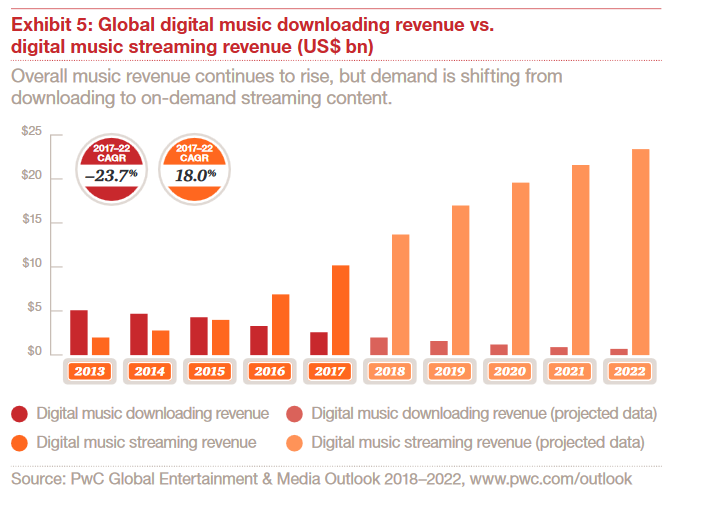 Exhibit 5: Global digital music downloading revenue vs.
digital music streaming revenue (US$ bn)
Overall music revenue continues to rise, but demand is shifting from
downloading to on-demand streaming content.
$25
$20
$15
$10
$5
$0
2017–22
CAGR
–23.7%
2017–22
CAGR
18.0%
2013 2014 2015 2016 2017 2018 2019 2020 2021 2022
Digital music downloading revenue Digital music downloading revenue (projected data)
Digital music streaming revenue Digital music streaming revenue (projected data)
Source: PwC Global Entertainment & Media Outlook 2018–2022, www.pwc.com/outlook